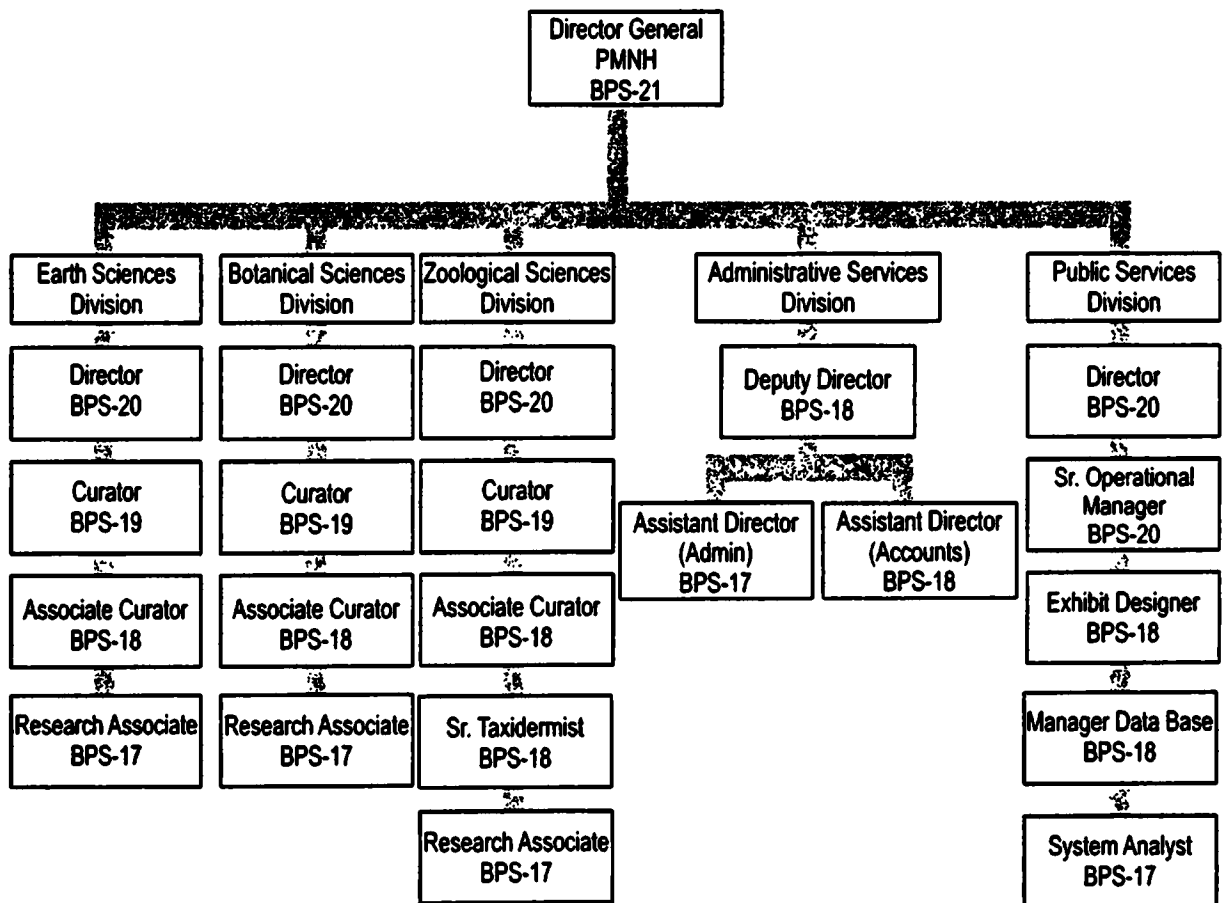 Director General
PMNH
BPS-21
Earth Sciences
Division
Botanical Sciences
Division
Zoological Sciences
Division
Administrative Services
Division
Public Services
Division
Director
BPS-20
Director
BPS-20
Director
BPS-20
Deputy Director
BPS-18
Director
BPS-20
Curator
BPS-19
Curator
BPS-19
Curator
BPS-19
Assistant Director
(Admin)
BPS-17
Assistant Director
(Accounts)
BPS-18
Sr. Operational
Manager
BPS-20
Associate Curator
BPS-18
Associate Curator
BPS-18
Associate Curator
BPS-18
Exhibit Designer
BPS-18
Research Associate
BPS-17
Research Associate
BPS-17
Sr. Taxidermist
BPS-18
Manager Data Base
BPS-18
Research Associate
BPS-17
System Analyst
BPS-17